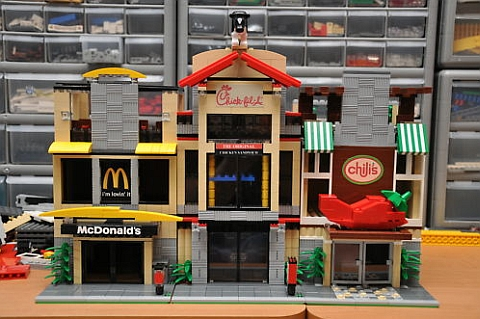 Chick-fil-A
THE ORIGINAL
CHICKEN SANDWICH
chili's
i'm lovin' it
McDonald's